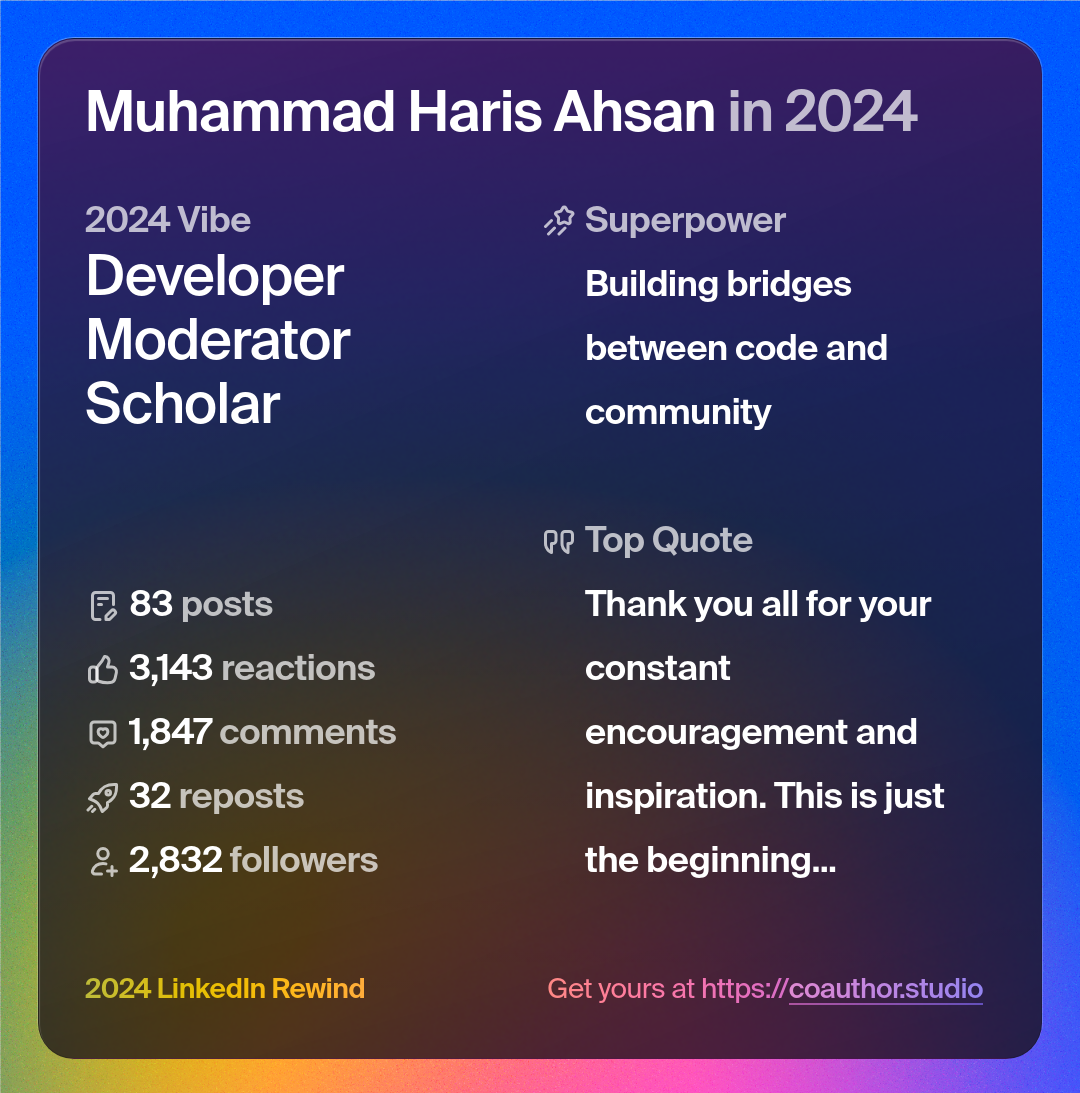 Muhammad Haris Ahsan in 2024
2024 Vibe
Developer
Moderator
Scholar
Superpower
Building bridges
between code and
community
83 posts
3,143 reactions
1,847 comments
32 reposts
2,832 followers
Top Quote
Thank you all for your
constant
encouragement and
inspiration. This is just
the beginning...
2024 LinkedIn Rewind
Get yours at https://coauthor.studio